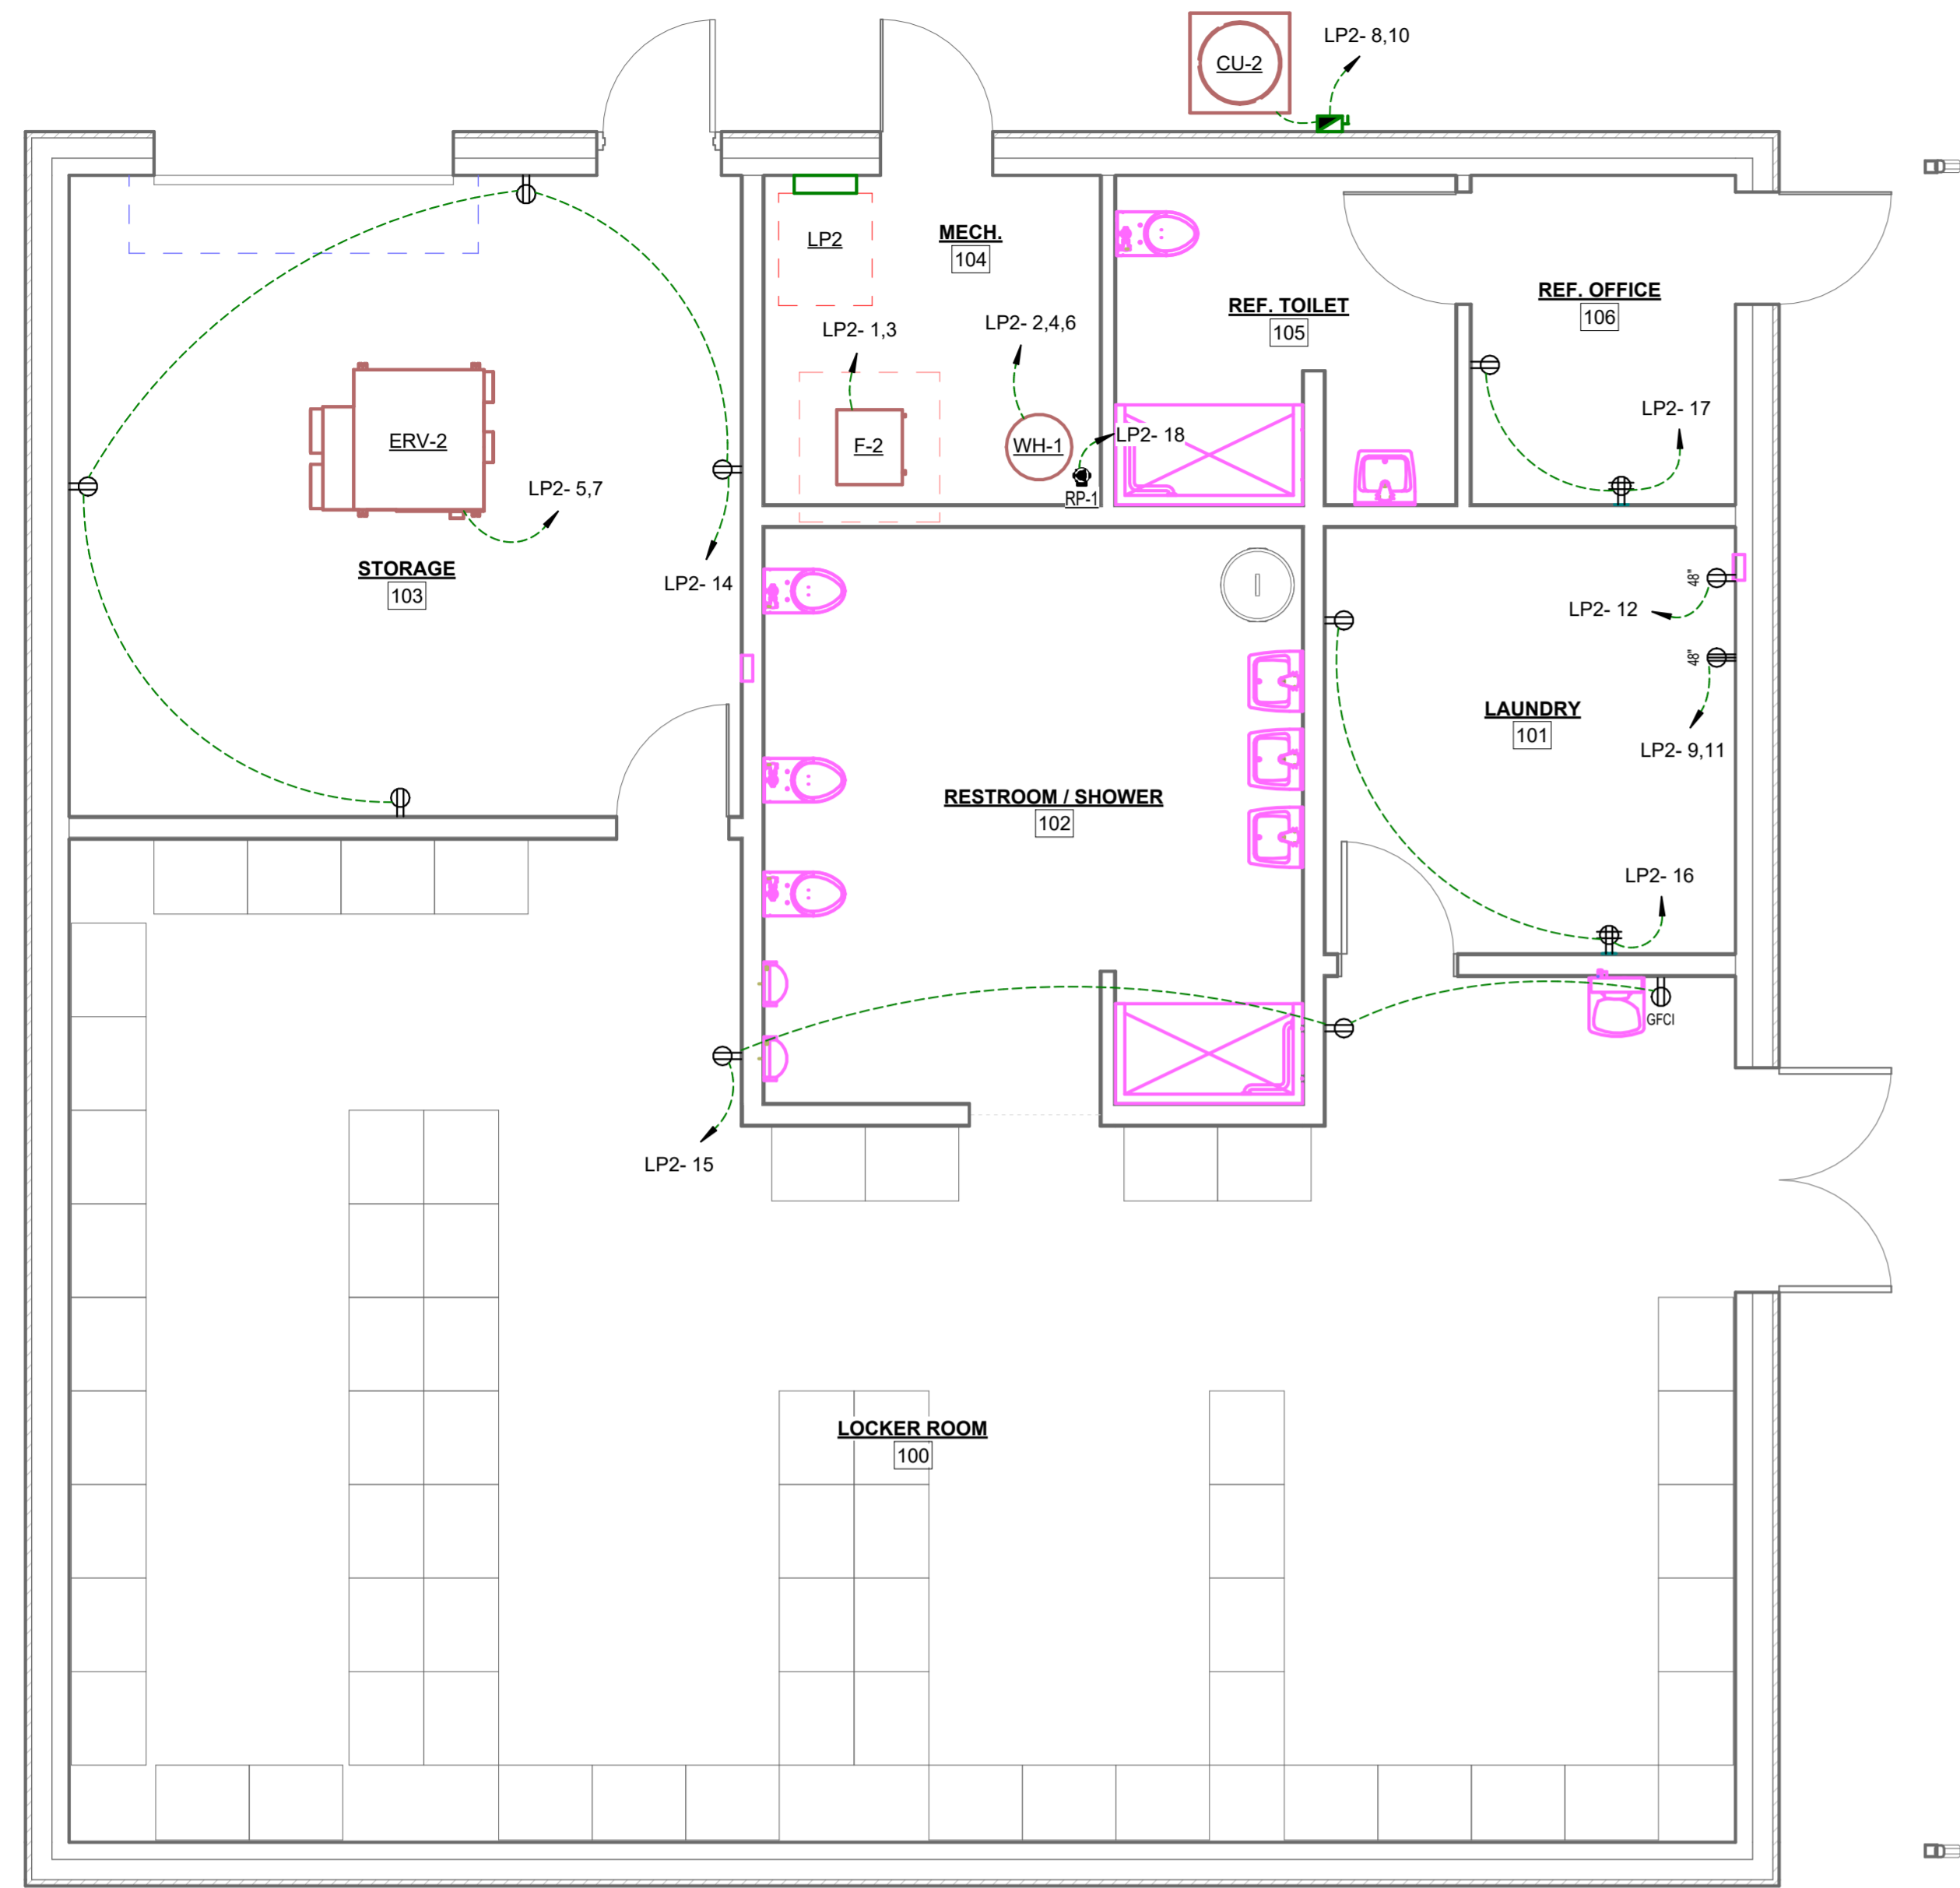 LP2- 8,10
CU-2
LP2
MECH.
104
REF. OFFICE
106
REF. TOILET
105
LP2- 1,3
LP2- 2,4,6
LP2- 17
ERV-2
F-2
WH-1
LP2- 18
RP-1
LP2- 5,7
STORAGE
103
LP2- 14
48"
LP2- 12
48"
LAUNDRY
101
LP2- 9,11
RESTROOM / SHOWER
102
LP2- 16
GFCI
LP2- 15
LOCKER ROOM
100